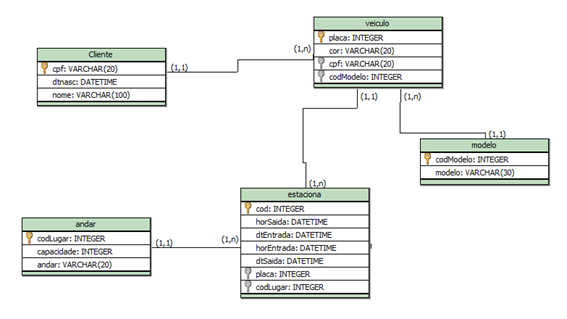 Cliente
cpf: VARCHAR(20)
dtnasc: DATETIME
nome: VARCHAR(100)
(1,1)
(1,n)
veiculo
placa: INTEGER
cor: VARCHAR(20)
cpf: VARCHAR(20)
codModelo: INTEGER
(1,1)
(1,n)
(1,1)
modelo
codModelo: INTEGER
modelo: VARCHAR(30)
(1,n)
estaciona
cod: INTEGER
horSaida: DATETIME
dtEntrada: DATETIME
horEntrada: DATETIME
dtSaida: DATETIME
placa: INTEGER
codLugar: INTEGER
andar
codLugar: INTEGER
capacidade: INTEGER
andar: VARCHAR(20)
(1,1)
(1,n)